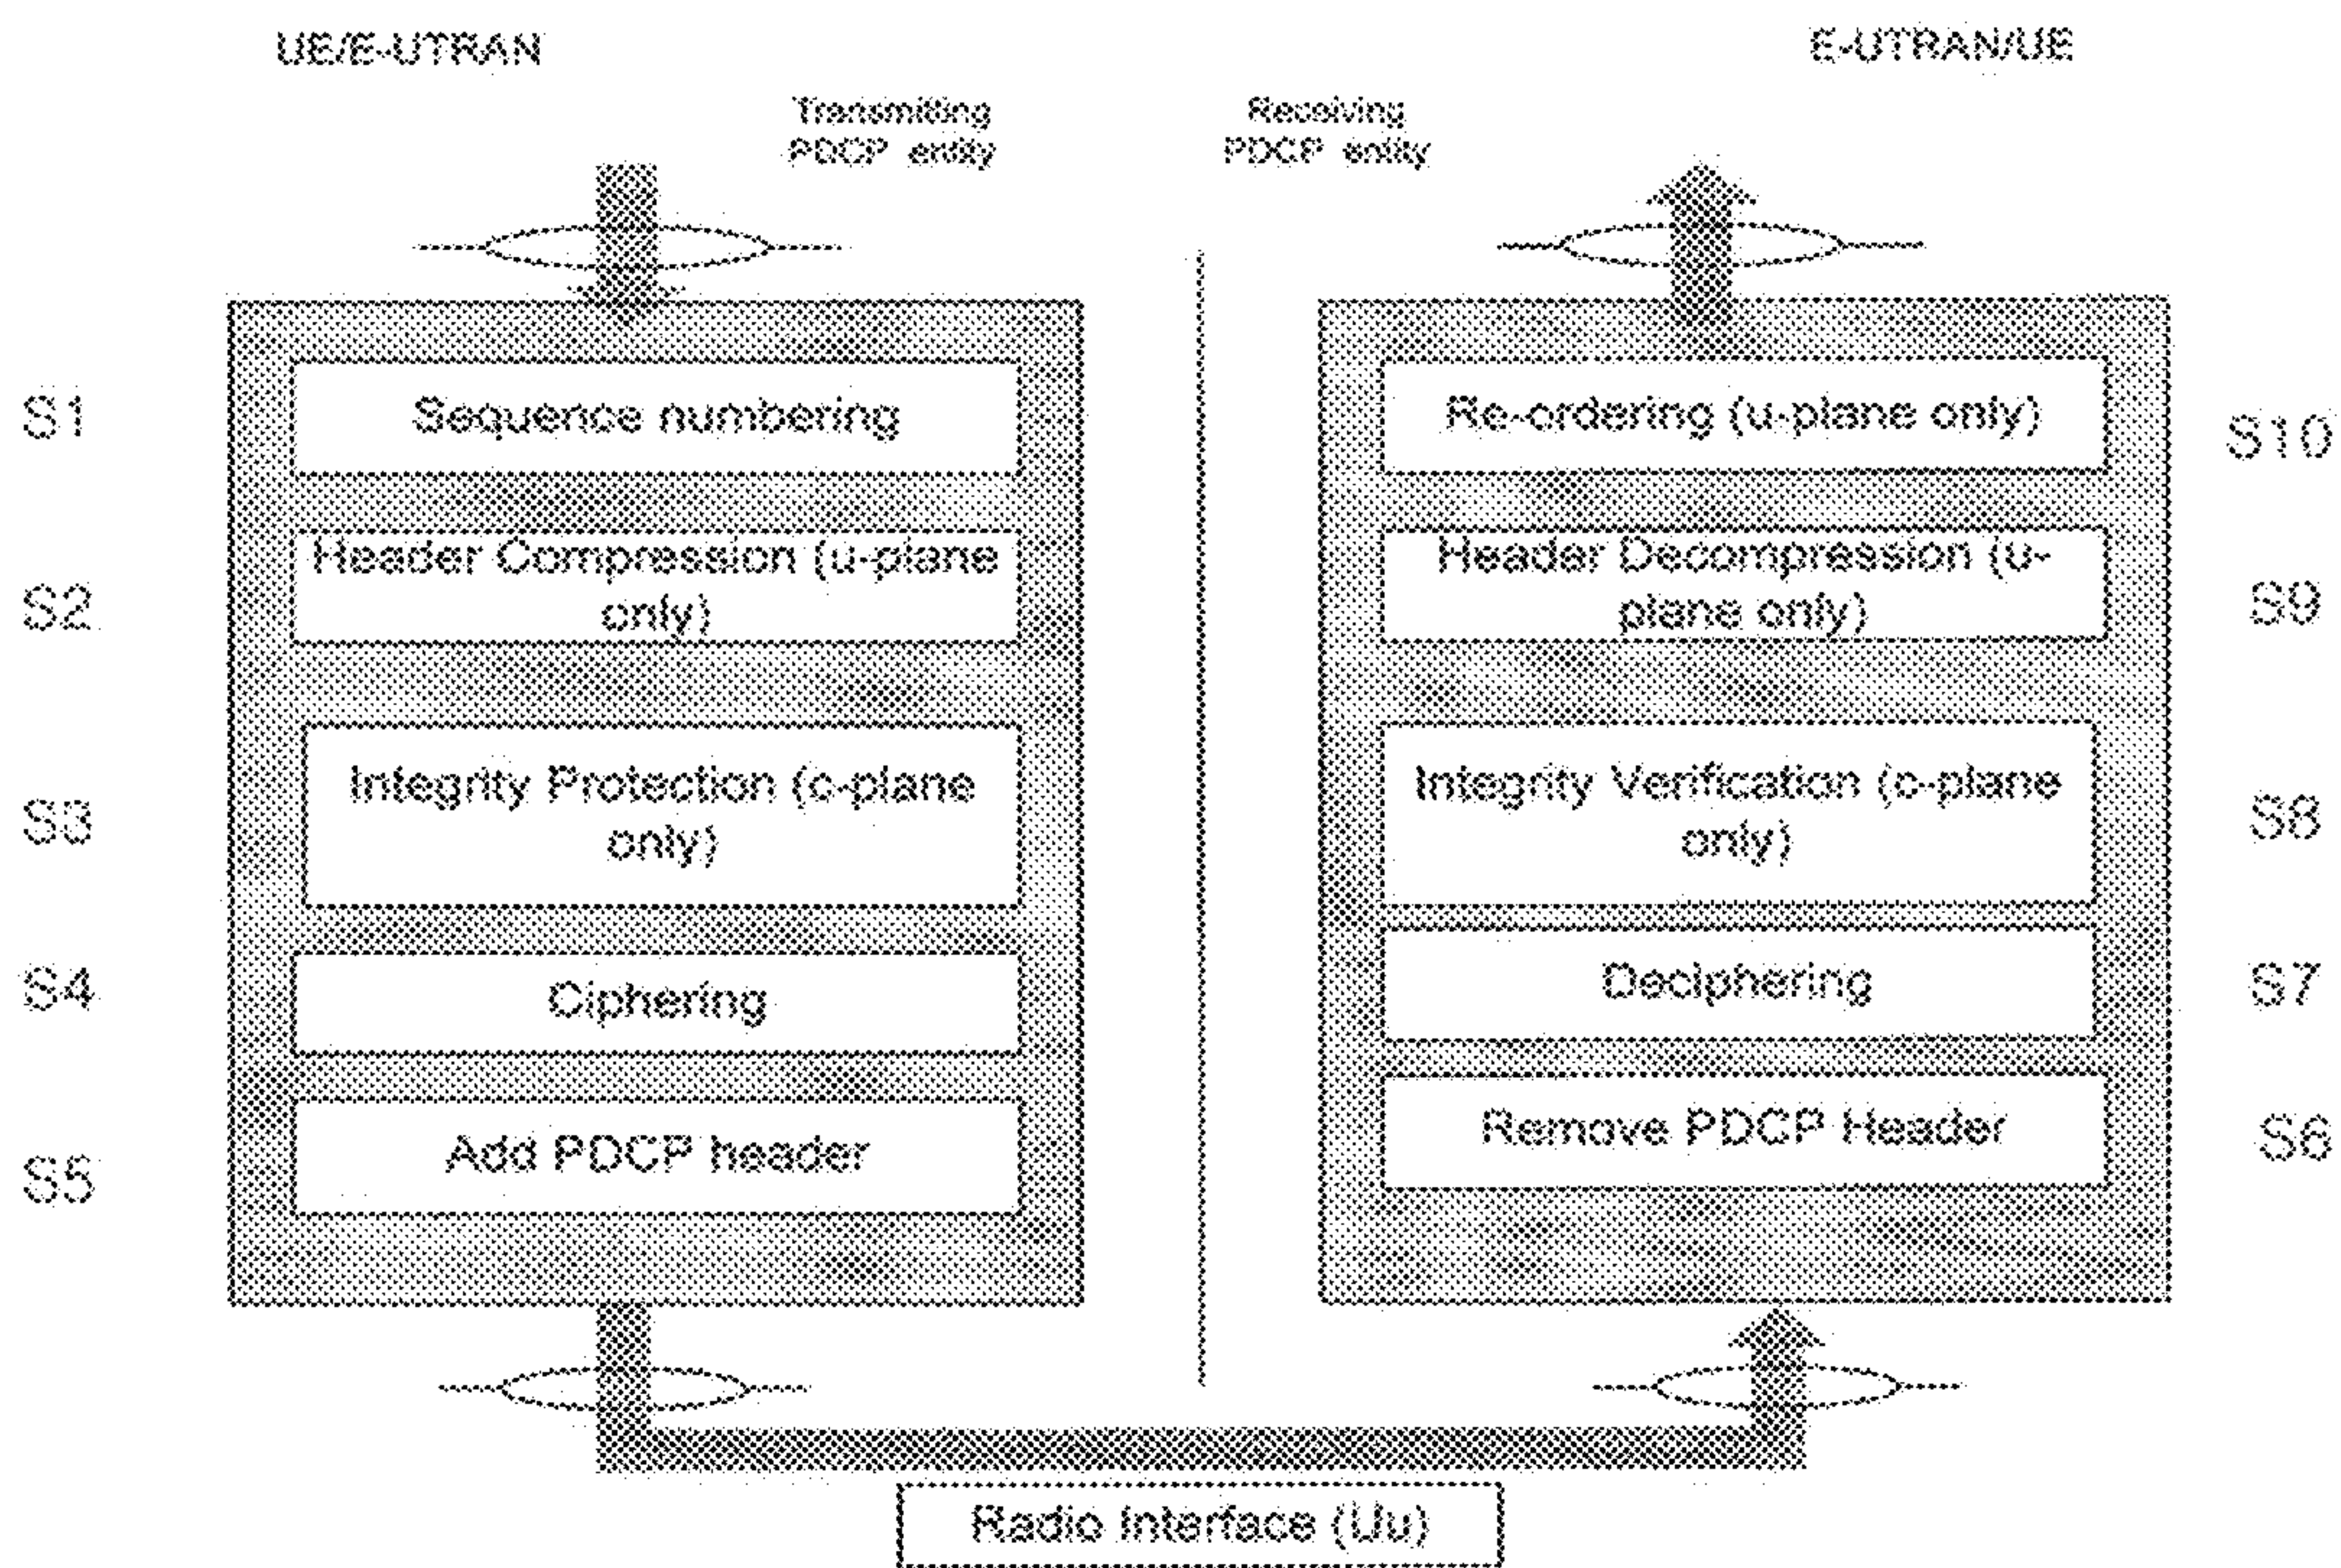 UE/E-UTRAN
E-UTRAN/UE
Transmitting
PDCP entity
Receiving
PDCP entity
S1
Sequence numbering
S2
Header Compression (u-plane
only)
S3
Integrity Protection (c-plane
only)
S4
Ciphering
S5
Add PDCP header
Re-ordering (u-plane only)
S10
Header Decompression (u-
plane only)
S9
Integrity Verification (c-plane
only)
S8
Deciphering
S7
Remove PDCP Header
S6
Radio Interface (Uu)